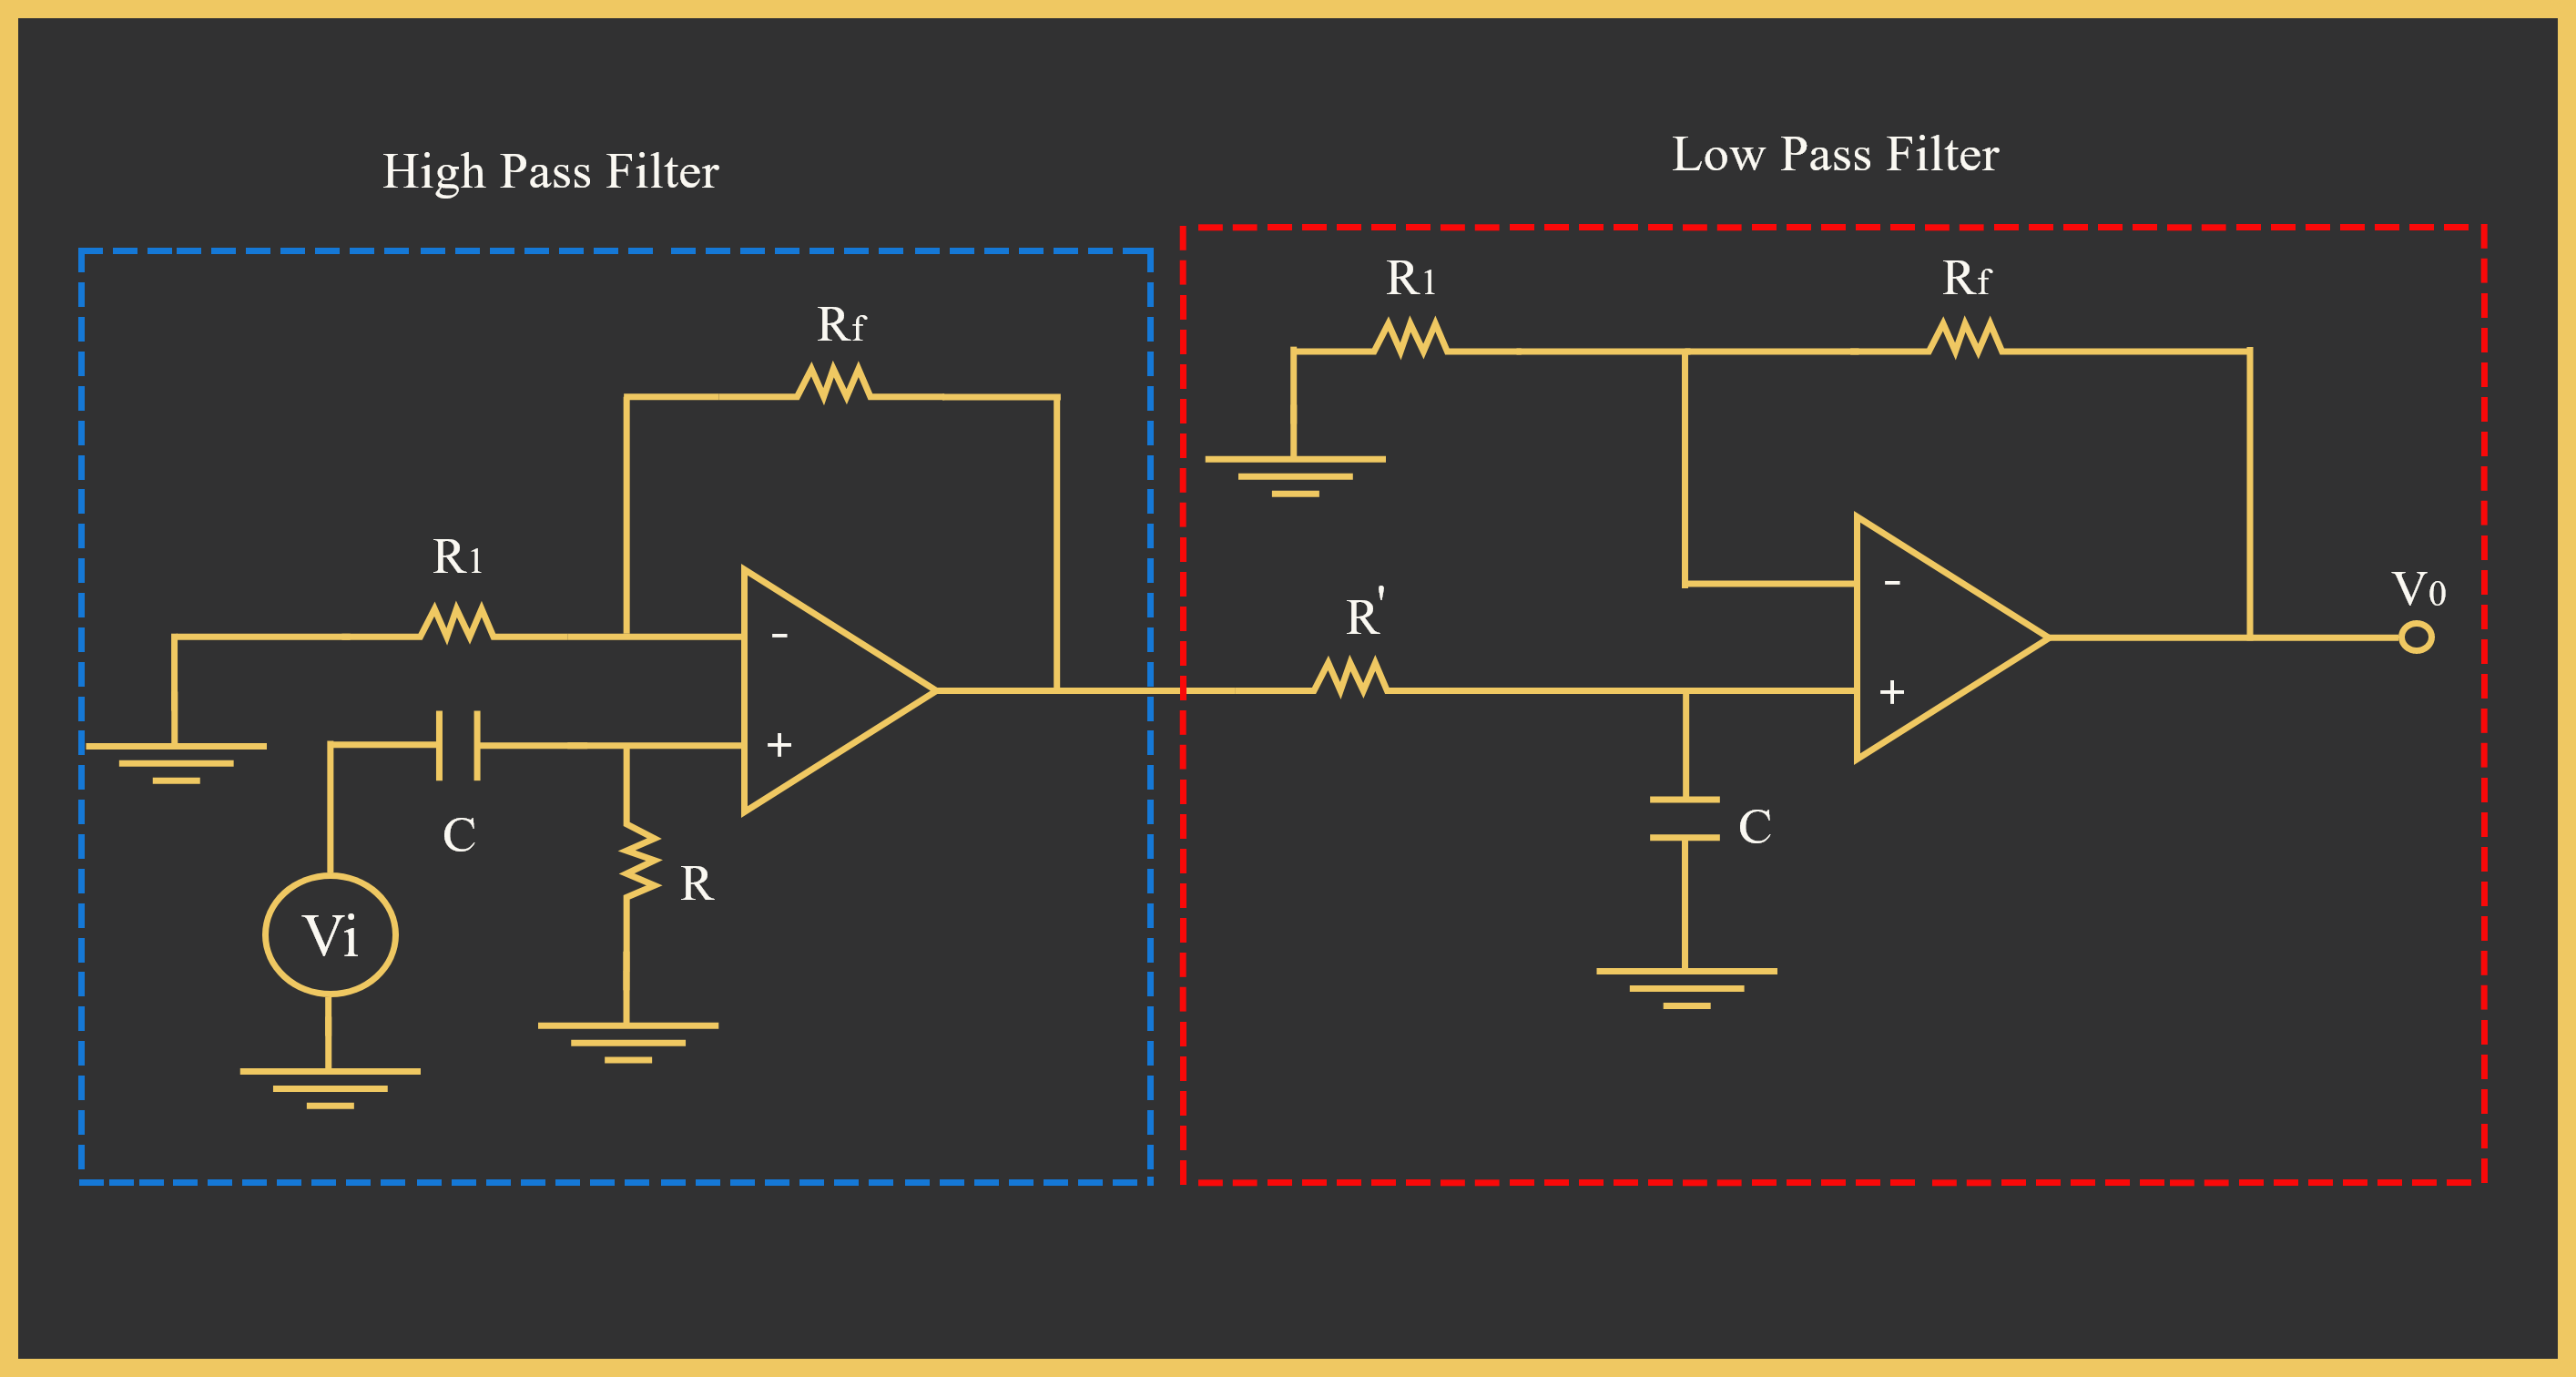 High Pass Filter
Low Pass Filter
R1
Rf
Rf
R1
-
+
C
R
Vi
R'
-
+
C
V0